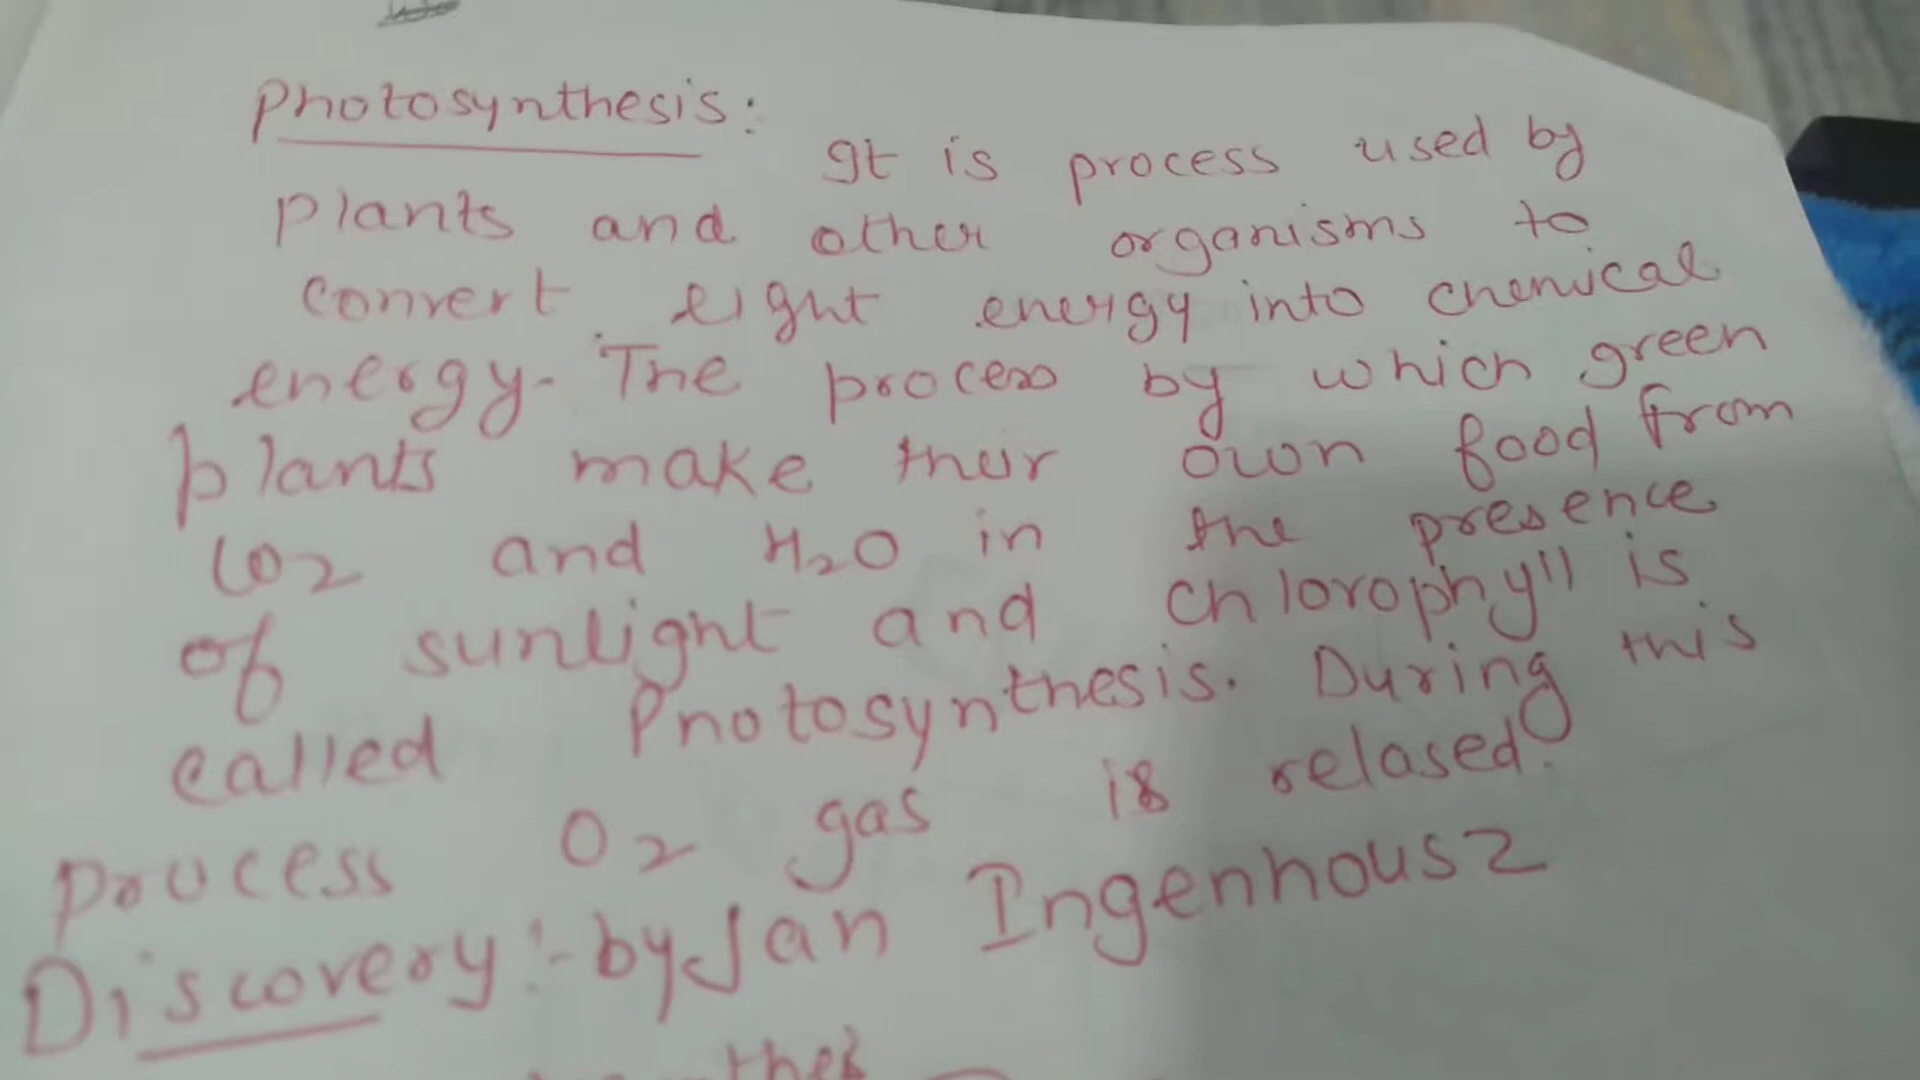 Photosynthesis:
It is process used by
plants and other organisms to
convert light energy into chemical
energy. The process by which green
plants make their own food from
CO2 and H2O in the presence
of sunlight and chlorophyll is
called Photosynthesis. During this
process O2 gas is relased.
Discovery:- by Jan Ingenhousz